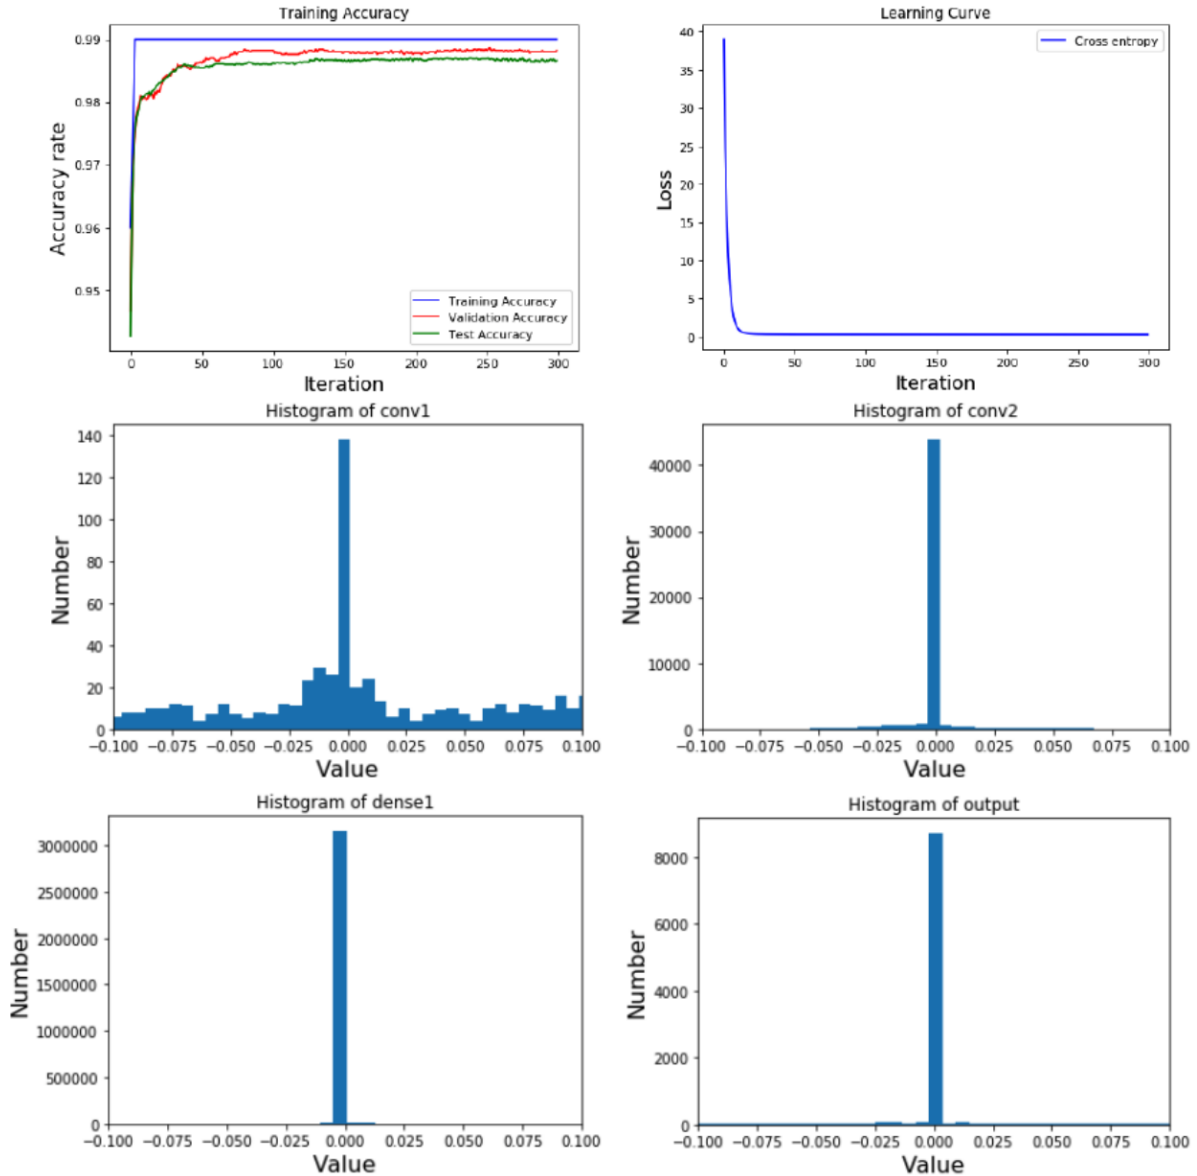 Training Accuracy
0.99
0.98
0.97
0.96
0.95
Accuracy rate
Training Accuracy
Validation Accuracy
Test Accuracy
0 50 100 150 200 250 300
Iteration
Learning Curve
40
35
30
25
20
15
10
5
0
Loss
Cross entropy
0 50 100 150 200 250 300
Iteration
Histogram of conv1
140
120
100
80
60
40
20
0
Number
−0.100 −0.075 −0.050 −0.025 0.000 0.025 0.050 0.075 0.100
Value
Histogram of conv2
40000
30000
20000
10000
0
Number
−0.100 −0.075 −0.050 −0.025 0.000 0.025 0.050 0.075 0.100
Value
Histogram of dense1
3000000
2500000
2000000
1500000
1000000
500000
0
Number
−0.100 −0.075 −0.050 −0.025 0.000 0.025 0.050 0.075 0.100
Value
Histogram of output
8000
6000
4000
2000
0
Number
−0.100 −0.075 −0.050 −0.025 0.000 0.025 0.050 0.075 0.100
Value